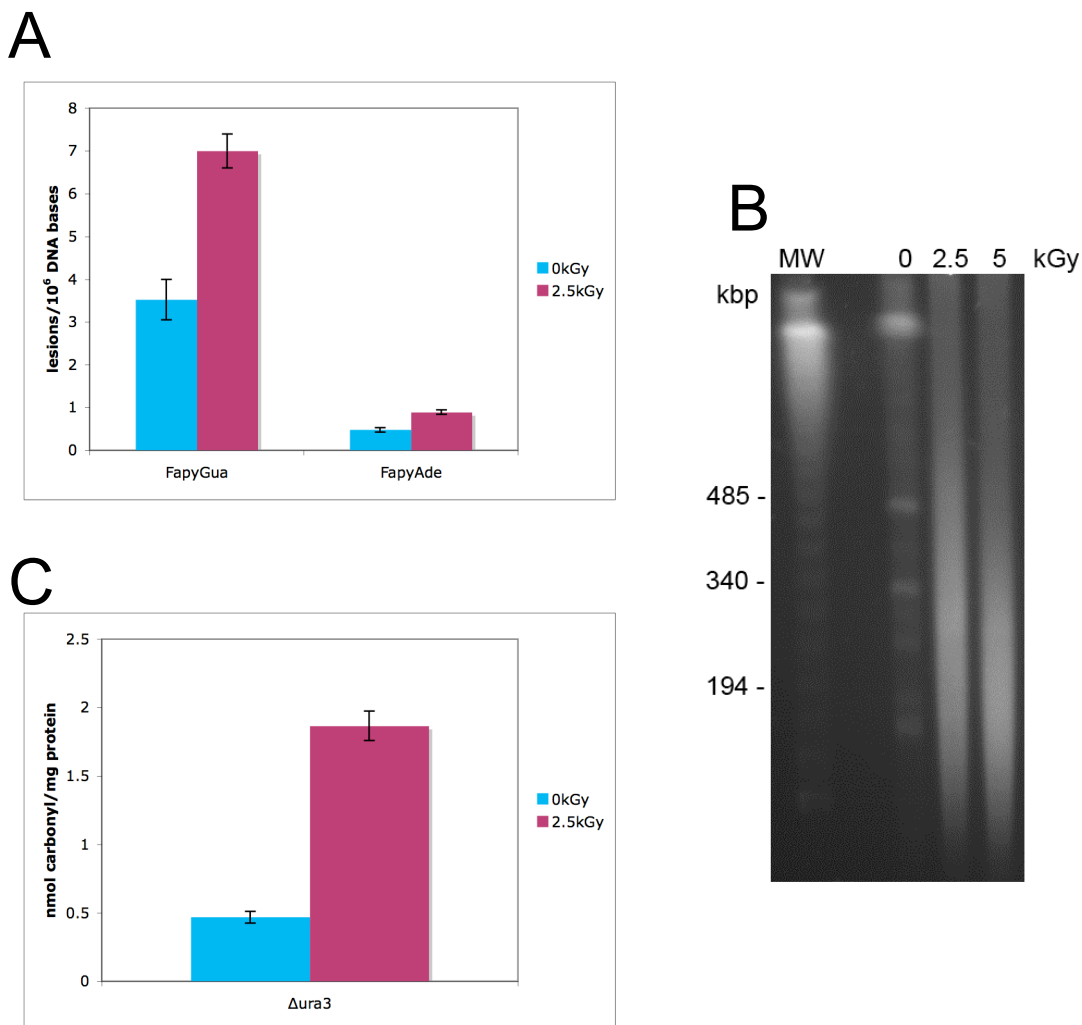 A
8
7
6
5
4
3
2
1
0
lesions/10⁶ DNA bases
FapyGua FapyAde
0kGy
2.5kGy
B
MW 0 2.5 5 kGy
kbp
485 -
340 -
194 -
C
2.5
2
1.5
1
0.5
0
nmol carbonyl/mg protein
Δura3
0kGy
2.5kGy